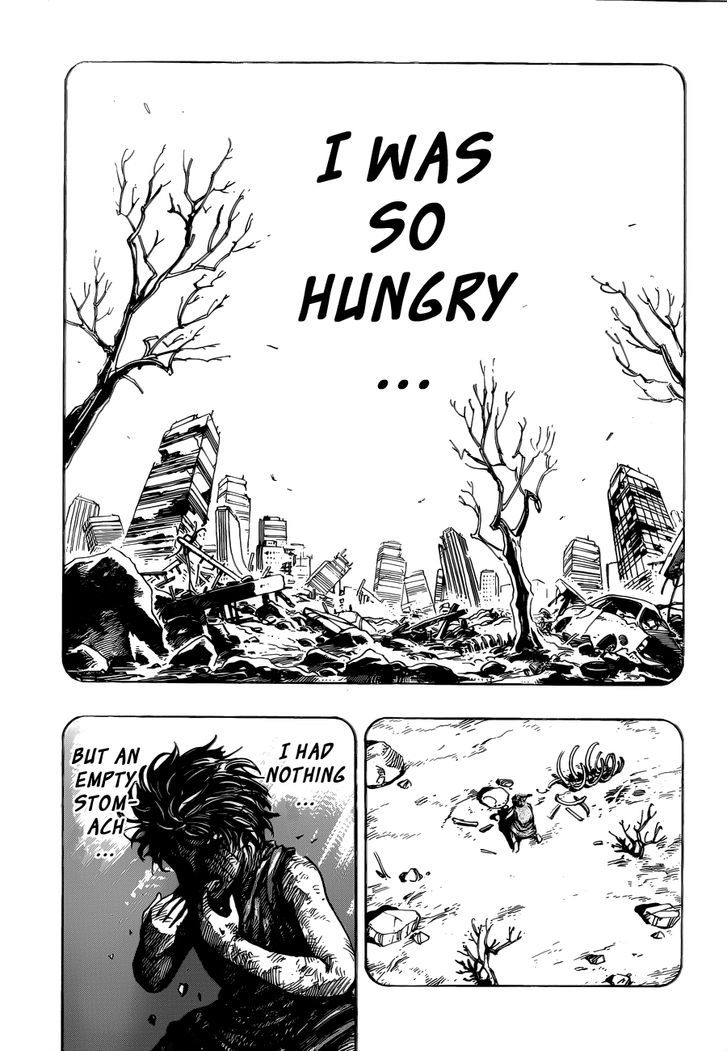 I WAS
SO
HUNGRY
...
I HAD
NOTHING
...
BUT AN
EMPTY
STOM-
ACH
...